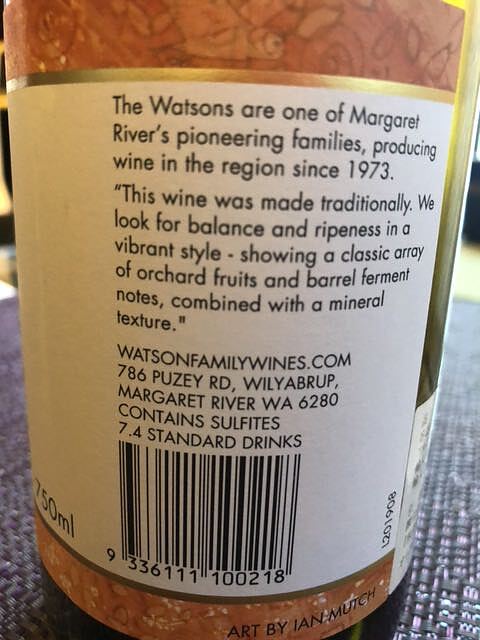 The Watsons are one of Margaret
River's pioneering families, producing
wine in the region since 1973.
"This wine was made traditionally. We
look for balance and ripeness in a
vibrant style - showing a classic array
of orchard fruits and barrel ferment
notes, combined with a mineral
texture."
WATSONFAMILYWINES.COM
786 PUZEY RD, WILYABRUP,
MARGARET RIVER WA 6280
CONTAINS SULFITES
7.4 STANDARD DRINKS
750ml
9 336111 100218
L201908
ART BY IAN MUTCH